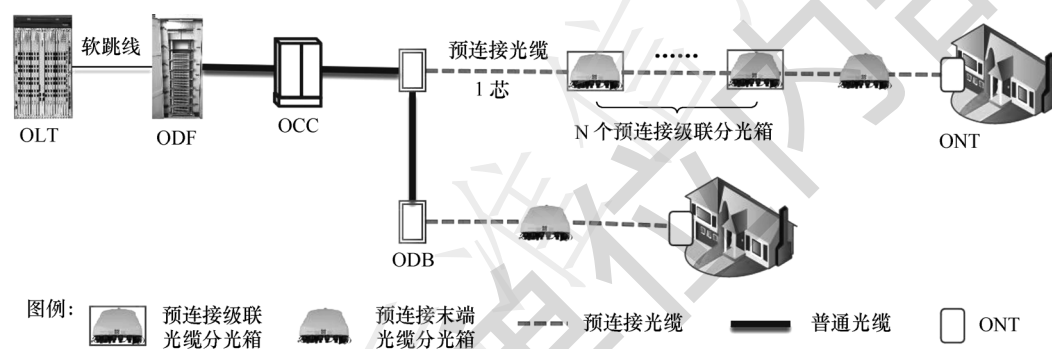 软跳线
OLT
ODF
OCC
预连接光缆
1 芯
······
N 个预连接级联分光箱
ONT
ODB
图例:
预连接级联
光缆分光箱
预连接末端
光缆分光箱
预连接光缆
普通光缆
ONT